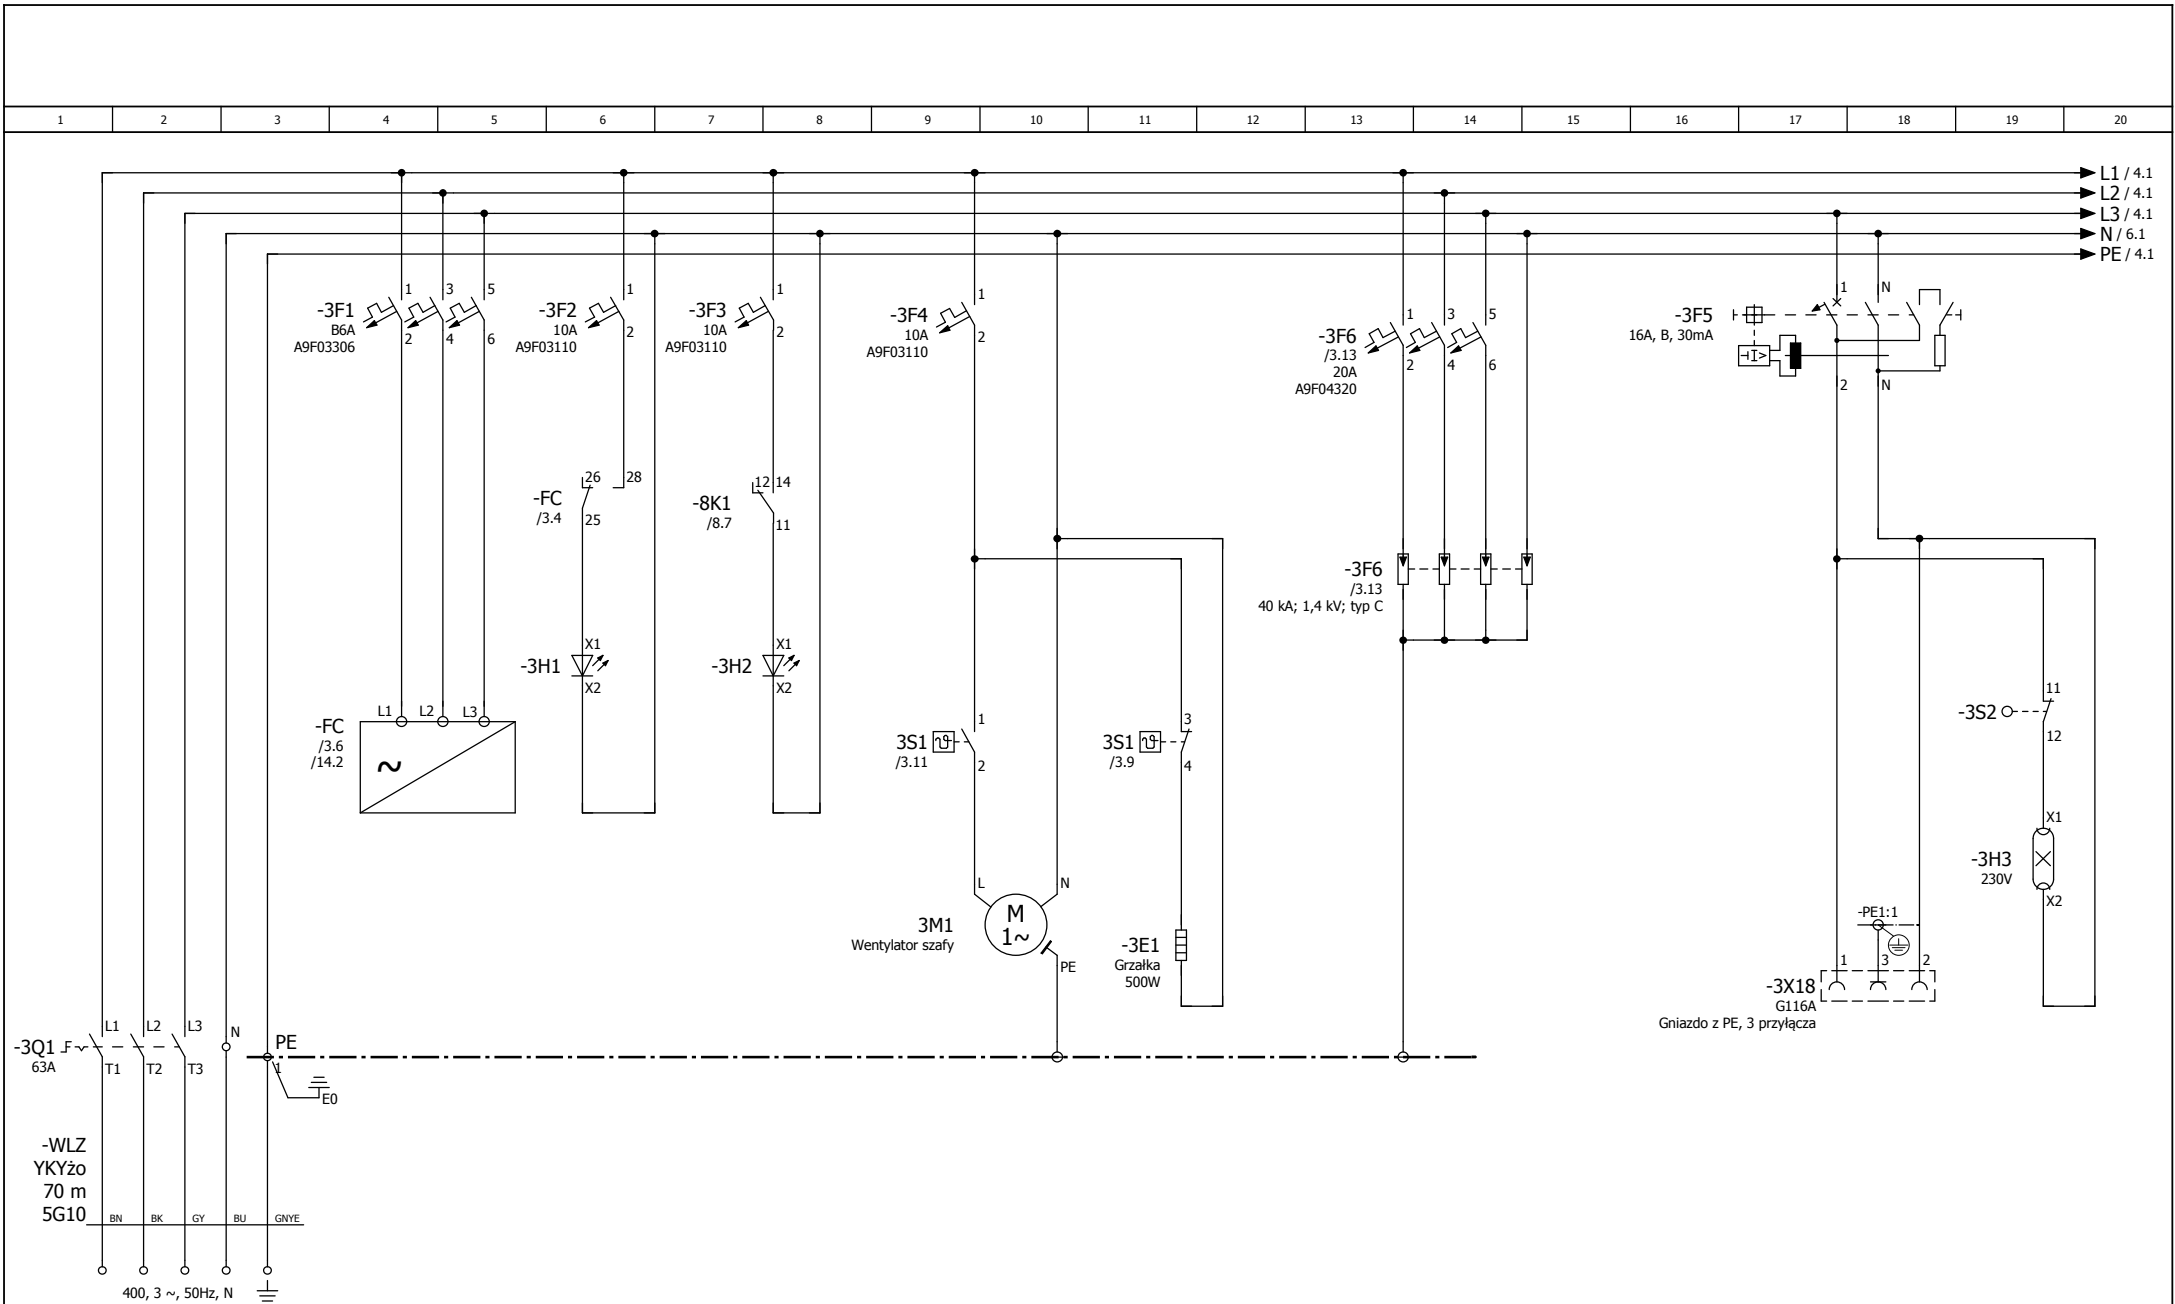 1 2 3 4 5 6 7 8 9 10 11 12 13 14 15 16 17 18 19 20
L1 / 4.1
L2 / 4.1
L3 / 4.1
N / 6.1
PE / 4.1
-3F1
B6A
A9F03306
1 3 5
2 4 6
-3F2
10A
A9F03110
1
2
-3F3
10A
A9F03110
1
2
-3F4
10A
A9F03110
1
2
-3F6
/3.13
20A
A9F04320
1 3 5
2 4 6
-3F5
16A, B, 30mA
1 N
I>
2 N
-FC
/3.4
26 28
25
-8K1
/8.7
12 14
11
-3F6
/3.13
40 kA; 1,4 kV; typ C
-3H1
X1
X2
-3H2
X1
X2
-FC
/3.6
/14.2
L1 L2 L3
~
3S1
/3.11
1
2
3S1
/3.9
3
4
-3S2
11
12
3M1
Wentylator szafy
L N
M
1~
PE
-3E1
Grzałka
500W
-3H3
230V
X1
X2
-PE1:1
1 3 2
-3X18
G116A
Gniazdo z PE, 3 przyłącza
-3Q1
63A
L1 L2 L3 N PE
T1 T2 T3 1
E0
-WLZ
YKYżo
70 m
5G10
BN BK GY BU GNYE
400, 3 ~, 50Hz, N